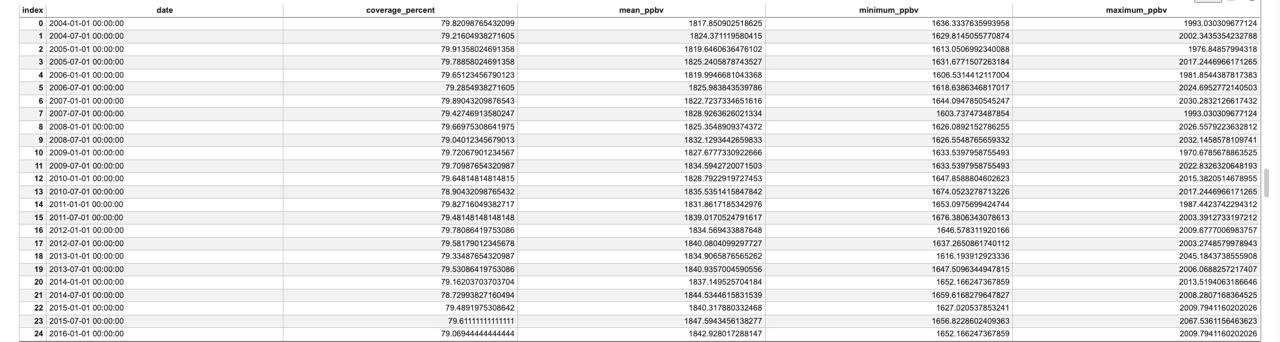 index date coverage_percent mean_ppbv minimum_ppbv maximum_ppbv
0 2004-01-01 00:00:00 79.82098765432099 1817.850902518625 1636.3337635993958 1993.030309677124
1 2004-07-01 00:00:00 79.21604938271605 1824.371119580415 1629.8145055770874 2002.3435354232788
2 2005-01-01 00:00:00 79.91358024691358 1819.6460636476102 1613.0506992340088 1976.84857994318
3 2005-07-01 00:00:00 79.78858024691358 1825.2405878743527 1631.6771507263184 2017.2446966171265
4 2006-01-01 00:00:00 79.65123456790123 1819.9946681043368 1606.5314412117004 1981.8544387817383
5 2006-07-01 00:00:00 79.2854938271605 1825.983843539786 1618.6386346817017 2024.6952772140503
6 2007-01-01 00:00:00 79.89043209876543 1822.7237334651616 1644.0947850545247 2030.2832126617432
7 2007-07-01 00:00:00 79.42746913580247 1828.9263626021334 1603.737473487854 1993.030309677124
8 2008-01-01 00:00:00 79.66975308641975 1825.3548909374372 1626.0892152786255 2026.5579223632812
9 2008-07-01 00:00:00 79.04012345679013 1832.1293442659833 1626.5548765659332 2032.1458578109741
10 2009-01-01 00:00:00 79.72067901234567 1827.6777330922666 1633.5397958755493 1970.6785678863525
11 2009-07-01 00:00:00 79.70987654320987 1834.5942720071503 1633.5397958755493 2022.8326320648193
12 2010-01-01 00:00:00 79.64814814814815 1828.7922919727453 1647.8588804602623 2015.3820514678955
13 2010-07-01 00:00:00 78.90432098765432 1835.5351415847842 1674.0523278713226 2017.2446966171265
14 2011-01-01 00:00:00 79.82716049382717 1831.8617185342976 1653.0975699424744 1987.4423742294312
15 2011-07-01 00:00:00 79.48148148148148 1839.0170524791617 1676.3806343078613 2003.3912733197212
16 2012-01-01 00:00:00 79.78086419753086 1834.569433887648 1646.578311920166 2009.6777006983757
17 2012-07-01 00:00:00 79.58179012345678 1840.0804099297727 1637.2650861740112 2003.2748579978943
18 2013-01-01 00:00:00 79.33487654320987 1834.9065876565262 1616.193912923336 2045.1843738555908
19 2013-07-01 00:00:00 79.53086419753086 1840.9357004590556 1647.5096344947815 2006.0688257217407
20 2014-01-01 00:00:00 79.16203703703704 1837.149525704184 1652.166247367859 2013.5194063186646
21 2014-07-01 00:00:00 78.72993827160494 1844.5344615831539 1659.6168279647827 2008.2807168364525
22 2015-01-01 00:00:00 79.4891975308642 1840.317880332468 1627.020537853241 2009.7941160202026
23 2015-07-01 00:00:00 79.61111111111111 1847.5943456138277 1656.8228602409363 2067.5361156463623
24 2016-01-01 00:00:00 79.06944444444444 1842.928017288147 1652.166247367859 2009.7941160202026